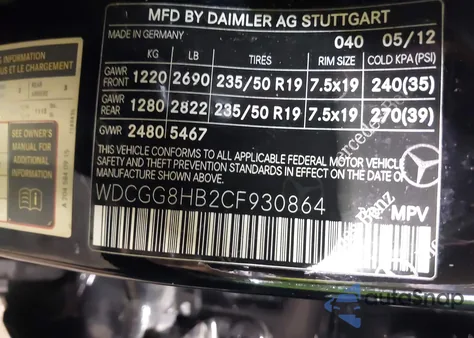 MFD BY DAIMLER AG STUTTGART
MADE IN GERMANY 040 05/12
KG LB TIRES RIM SIZE COLD KPA (PSI)
GAWR FRONT 1220 2690 235/50 R19 7.5x19 240(35)
GAWR REAR 1280 2822 235/50 R19 7.5x19 270(39)
GVWR 2480 5467
THIS VEHICLE CONFORMS TO ALL APPLICABLE FEDERAL MOTOR VEHICLE
SAFETY AND THEFT PREVENTION STANDARDS IN EFFECT ON THE DATE OF
MANUFACTURE SHOWN ABOVE.
WDCGG8HB2CF930864
MPV
Mercedes-Benz
SEE OWNER'S
MANUAL FOR
ADDITIONAL
INFORMATION
LE CHARGEMENT
AutoSnap